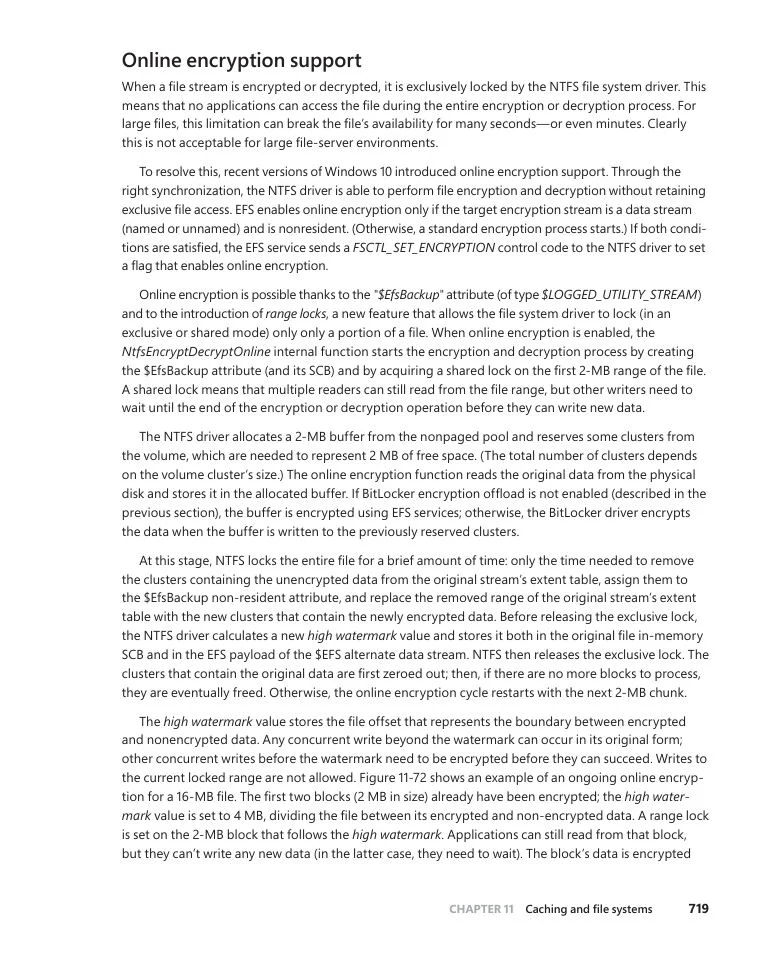 Online encryption support
When a file stream is encrypted or decrypted, it is exclusively locked by the NTFS file system driver. This
means that no applications can access the file during the entire encryption or decryption process. For
large files, this limitation can break the file’s availability for many seconds—or even minutes. Clearly
this is not acceptable for large file-server environments.
To resolve this, recent versions of Windows 10 introduced online encryption support. Through the
right synchronization, the NTFS driver is able to perform file encryption and decryption without retaining
exclusive file access. EFS enables online encryption only if the target encryption stream is a data stream
(named or unnamed) and is nonresident. (Otherwise, a standard encryption process starts.) If both condi-
tions are satisfied, the EFS service sends a FSCTL_SET_ENCRYPTION control code to the NTFS driver to set
a flag that enables online encryption.
Online encryption is possible thanks to the "$EfsBackup" attribute (of type $LOGGED_UTILITY_STREAM)
and to the introduction of range locks, a new feature that allows the file system driver to lock (in an
exclusive or shared mode) only only a portion of a file. When online encryption is enabled, the
NtfsEncryptDecryptOnline internal function starts the encryption and decryption process by creating
the $EfsBackup attribute (and its SCB) and by acquiring a shared lock on the first 2-MB range of the file.
A shared lock means that multiple readers can still read from the file range, but other writers need to
wait until the end of the encryption or decryption operation before they can write new data.
The NTFS driver allocates a 2-MB buffer from the nonpaged pool and reserves some clusters from
the volume, which are needed to represent 2 MB of free space. (The total number of clusters depends
on the volume cluster’s size.) The online encryption function reads the original data from the physical
disk and stores it in the allocated buffer. If BitLocker encryption offload is not enabled (described in the
previous section), the buffer is encrypted using EFS services; otherwise, the BitLocker driver encrypts
the data when the buffer is written to the previously reserved clusters.
At this stage, NTFS locks the entire file for a brief amount of time: only the time needed to remove
the clusters containing the unencrypted data from the original stream’s extent table, assign them to
the $EfsBackup non-resident attribute, and replace the removed range of the original stream’s extent
table with the new clusters that contain the newly encrypted data. Before releasing the exclusive lock,
the NTFS driver calculates a new high watermark value and stores it both in the original file in-memory
SCB and in the EFS payload of the $EFS alternate data stream. NTFS then releases the exclusive lock. The
clusters that contain the original data are first zeroed out; then, if there are no more blocks to process,
they are eventually freed. Otherwise, the online encryption cycle restarts with the next 2-MB chunk.
The high watermark value stores the file offset that represents the boundary between encrypted
and nonencrypted data. Any concurrent write beyond the watermark can occur in its original form;
other concurrent writes before the watermark need to be encrypted before they can succeed. Writes to
the current locked range are not allowed. Figure 11-72 shows an example of an ongoing online encryp-
tion for a 16-MB file. The first two blocks (2 MB in size) already have been encrypted; the high water-
mark value is set to 4 MB, dividing the file between its encrypted and non-encrypted data. A range lock
is set on the 2-MB block that follows the high watermark. Applications can still read from that block,
but they can’t write any new data (in the latter case, they need to wait). The block’s data is encrypted
CHAPTER 11 Caching and file systems 719